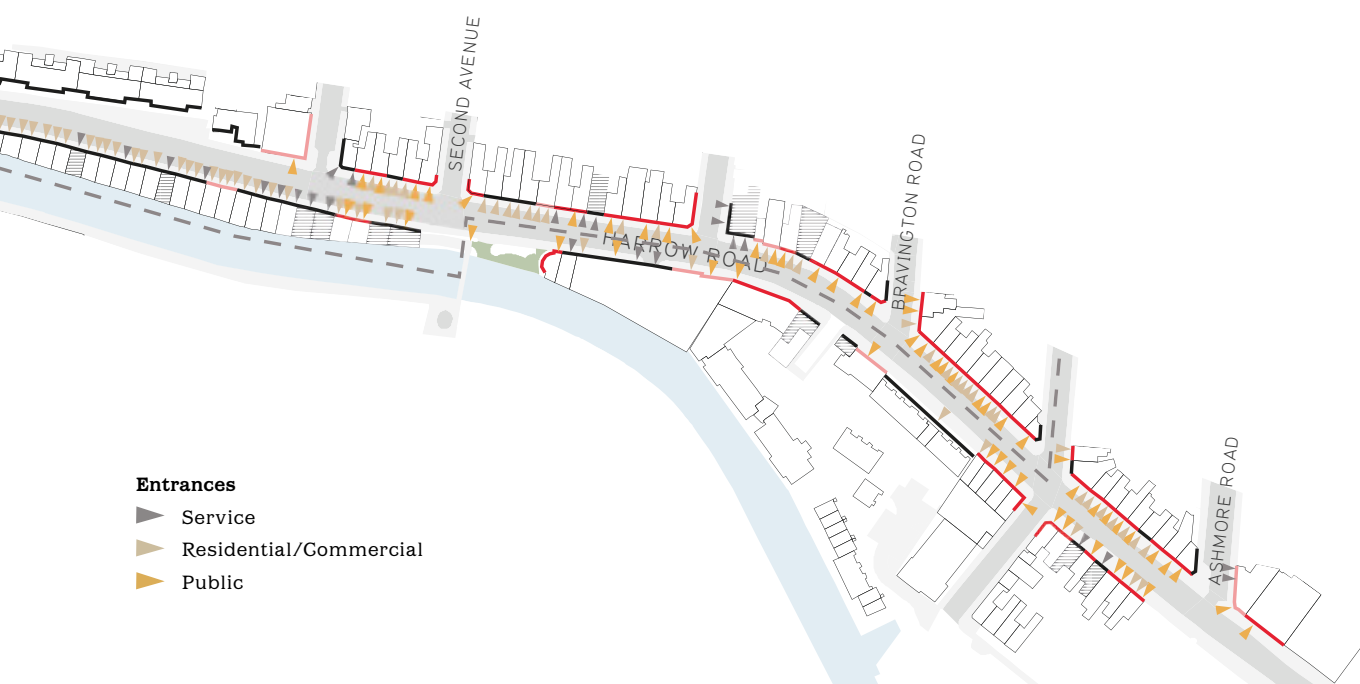 SECOND AVENUE
BRAVINGTON ROAD
HARROW ROAD
ASHMORE ROAD
Entrances
Service
Residential/Commercial
Public